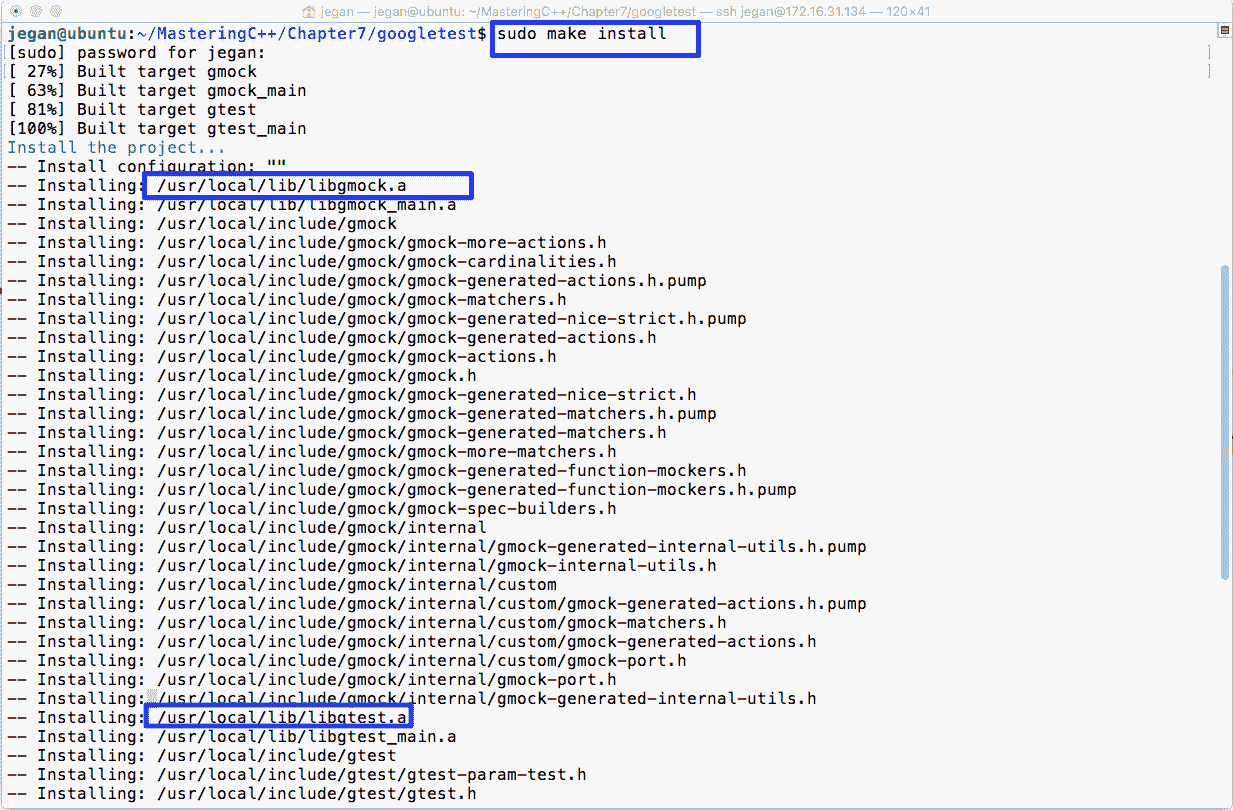 jegan — jegan@ubuntu: ~/MasteringC++/Chapter7/googletest — ssh jegan@172.16.31.134 — 120×41
jegan@ubuntu:~/MasteringC++/Chapter7/googletest$ sudo make install
[sudo] password for jegan:
[ 27%] Built target gmock
[ 63%] Built target gmock_main
[ 81%] Built target gtest
[100%] Built target gtest_main
Install the project...
-- Install configuration: ""
-- Installing: /usr/local/lib/libgmock.a
-- Installing: /usr/local/lib/libgmock_main.a
-- Installing: /usr/local/include/gmock
-- Installing: /usr/local/include/gmock/gmock-more-actions.h
-- Installing: /usr/local/include/gmock/gmock-cardinalities.h
-- Installing: /usr/local/include/gmock/gmock-generated-actions.h.pump
-- Installing: /usr/local/include/gmock/gmock-matchers.h
-- Installing: /usr/local/include/gmock/gmock-generated-nice-strict.h.pump
-- Installing: /usr/local/include/gmock/gmock-generated-actions.h
-- Installing: /usr/local/include/gmock/gmock-actions.h
-- Installing: /usr/local/include/gmock/gmock.h
-- Installing: /usr/local/include/gmock/gmock-generated-nice-strict.h
-- Installing: /usr/local/include/gmock/gmock-generated-matchers.h.pump
-- Installing: /usr/local/include/gmock/gmock-generated-matchers.h
-- Installing: /usr/local/include/gmock/gmock-more-matchers.h
-- Installing: /usr/local/include/gmock/gmock-generated-function-mockers.h
-- Installing: /usr/local/include/gmock/gmock-generated-function-mockers.h.pump
-- Installing: /usr/local/include/gmock/gmock-spec-builders.h
-- Installing: /usr/local/include/gmock/internal
-- Installing: /usr/local/include/gmock/internal/gmock-generated-internal-utils.h.pump
-- Installing: /usr/local/include/gmock/internal/gmock-internal-utils.h
-- Installing: /usr/local/include/gmock/internal/custom
-- Installing: /usr/local/include/gmock/internal/custom/gmock-generated-actions.h.pump
-- Installing: /usr/local/include/gmock/internal/custom/gmock-matchers.h
-- Installing: /usr/local/include/gmock/internal/custom/gmock-generated-actions.h
-- Installing: /usr/local/include/gmock/internal/custom/gmock-port.h
-- Installing: /usr/local/include/gmock/internal/gmock-port.h
-- Installing: /usr/local/include/gmock/internal/gmock-generated-internal-utils.h
-- Installing: /usr/local/lib/libgtest.a
-- Installing: /usr/local/lib/libgtest_main.a
-- Installing: /usr/local/include/gtest
-- Installing: /usr/local/include/gtest/gtest-param-test.h
-- Installing: /usr/local/include/gtest/gtest.h